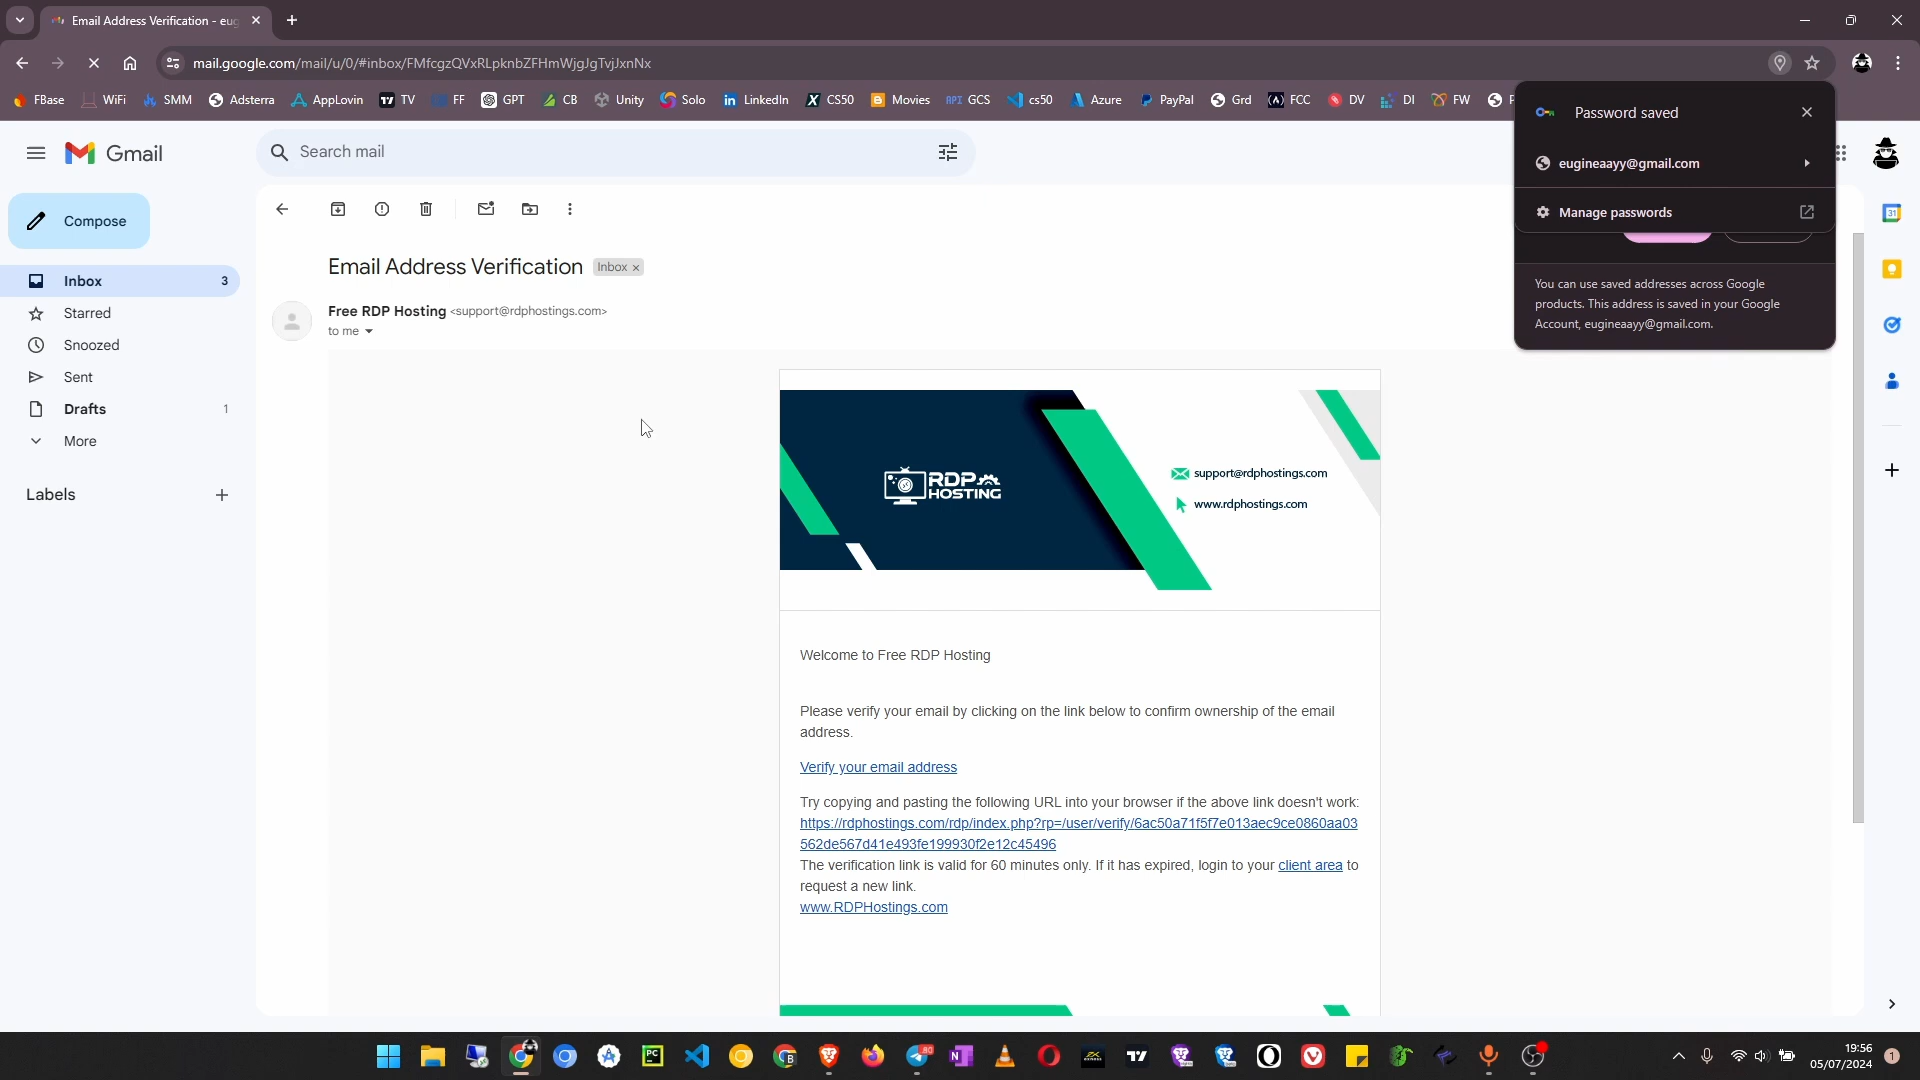 Email Address Verification - eug
mail.google.com/mail/u/0/#inbox/FMfcgzQVxRLpknbZFHmWjgJgTvjJxnNx
FBase WiFi SMM Adsterra AppLovin TV FF GPT CB Unity Solo LinkedIn CS50 Movies API GCS cs50 Azure PayPal Grd (A) FCC DV DI FW
Password saved
eugineaayy@gmail.com
Manage passwords
You can use saved addresses across Google
products. This address is saved in your Google
Account, eugineaayy@gmail.com.
Gmail
Search mail
Compose
Inbox 3
Starred
Snoozed
Sent
Drafts 1
More
Labels
Email Address Verification Inbox
Free RDP Hosting <support@rdphostings.com>
to me
RDP
HOSTING
support@rdphostings.com
www.rdphostings.com
Welcome to Free RDP Hosting
Please verify your email by clicking on the link below to confirm ownership of the email
address.
Verify your email address
Try copying and pasting the following URL into your browser if the above link doesn't work:
https://rdphostings.com/rdp/index.php?rp=/user/verify/6ac50a71f5f7e013aec9ce0860aa03
562de567d41e493fe199930f2e12c45496
The verification link is valid for 60 minutes only. If it has expired, login to your client area to
request a new link.
www.RDPHostings.com
31
PC
80
19:56
05/07/2024
1